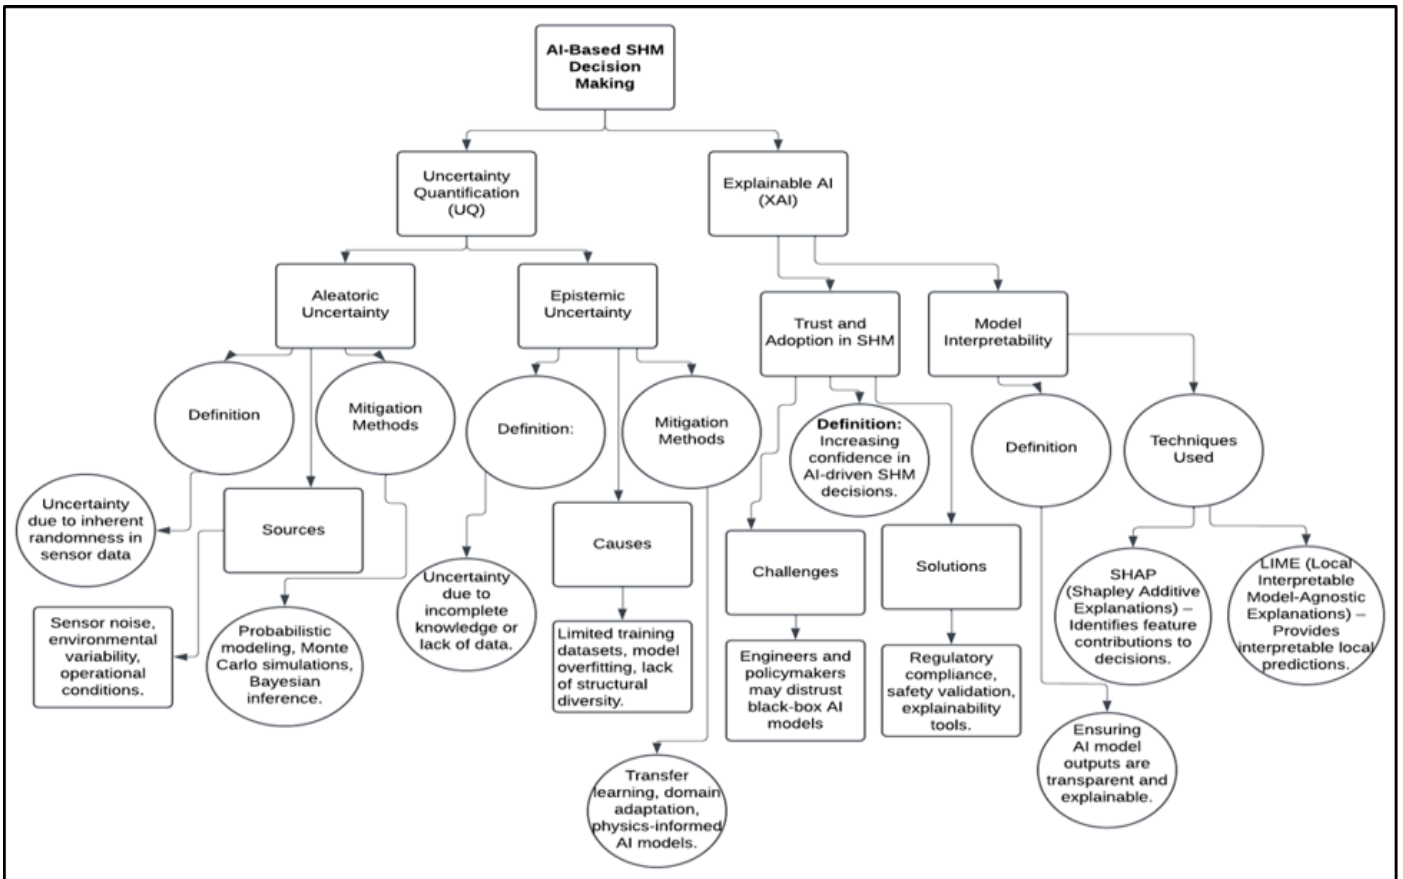 AI-Based SHM
Decision
Making
Uncertainty
Quantification
(UQ)
Explainable AI
(XAI)
Aleatoric
Uncertainty
Epistemic
Uncertainty
Trust and
Adoption in SHM
Model
Interpretability
Definition
Mitigation
Methods
Definition:
Mitigation
Methods
Definition:
Increasing
confidence in
AI-driven SHM
decisions.
Definition
Techniques
Used
Uncertainty
due to inherent
randomness in
sensor data
Sources
Causes
Challenges
Solutions
Sensor noise,
environmental
variability,
operational
conditions.
Probabilistic
modeling, Monte
Carlo simulations,
Bayesian
inference.
Uncertainty
due to
incomplete
knowledge or
lack of data.
Limited training
datasets, model
overfitting, lack
of structural
diversity.
Engineers and
policymakers
may distrust
black-box AI
models
Regulatory
compliance,
safety validation,
explainability
tools.
SHAP
(Shapley Additive
Explanations) –
Identifies feature
contributions to
decisions.
LIME (Local
Interpretable
Model-Agnostic
Explanations) –
Provides
interpretable local
predictions.
Transfer
learning, domain
adaptation,
physics-informed
AI models.
Ensuring
AI model
outputs are
transparent and
explainable.